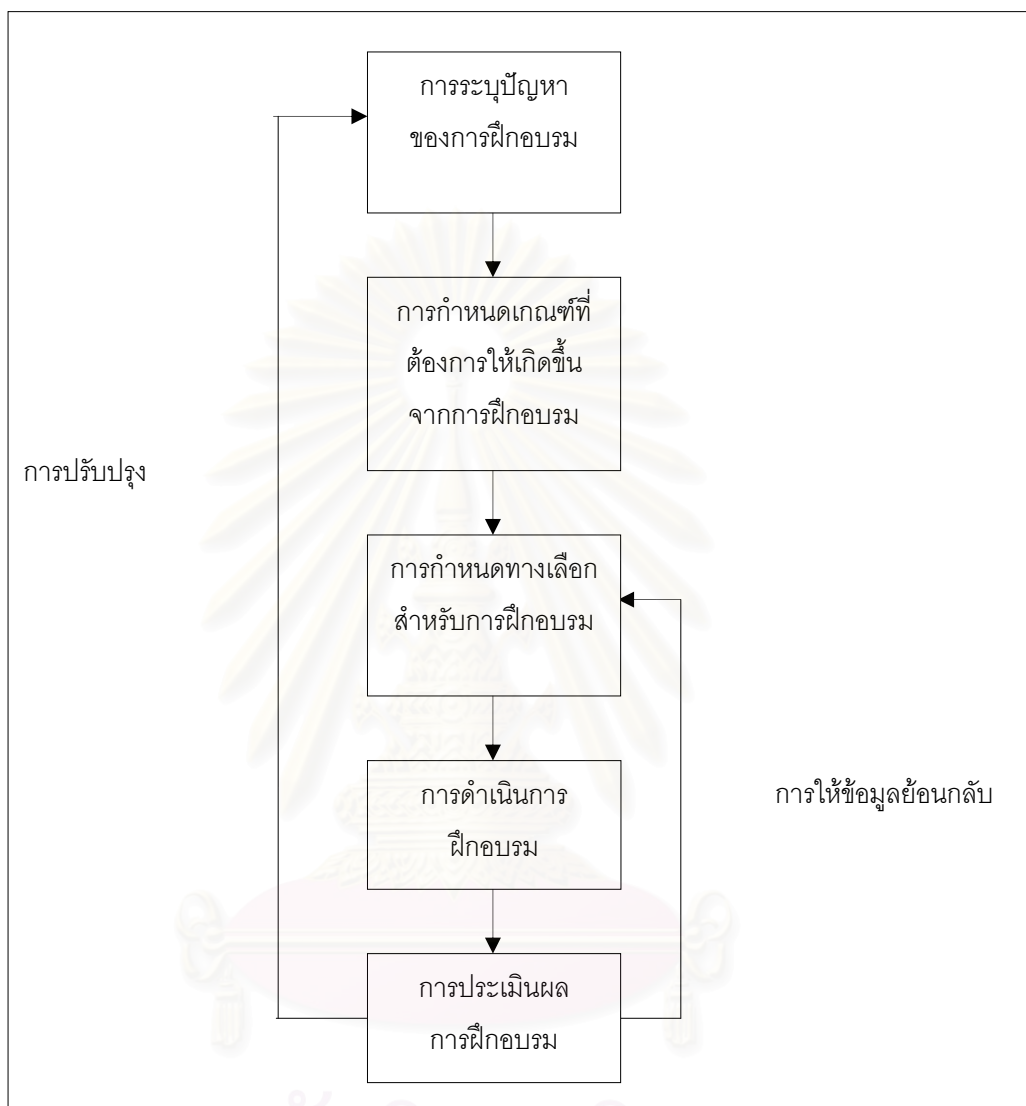 การระบุปัญหา
ของการฝึกอบรม
การกำหนดเกณฑ์ที่
ต้องการให้เกิดขึ้น
จากการฝึกอบรม
การปรับปรุง
การกำหนดทางเลือก
สำหรับการฝึกอบรม
การดำเนินการ
ฝึกอบรม
การให้ข้อมูลย้อนกลับ
การประเมินผล
การฝึกอบรม